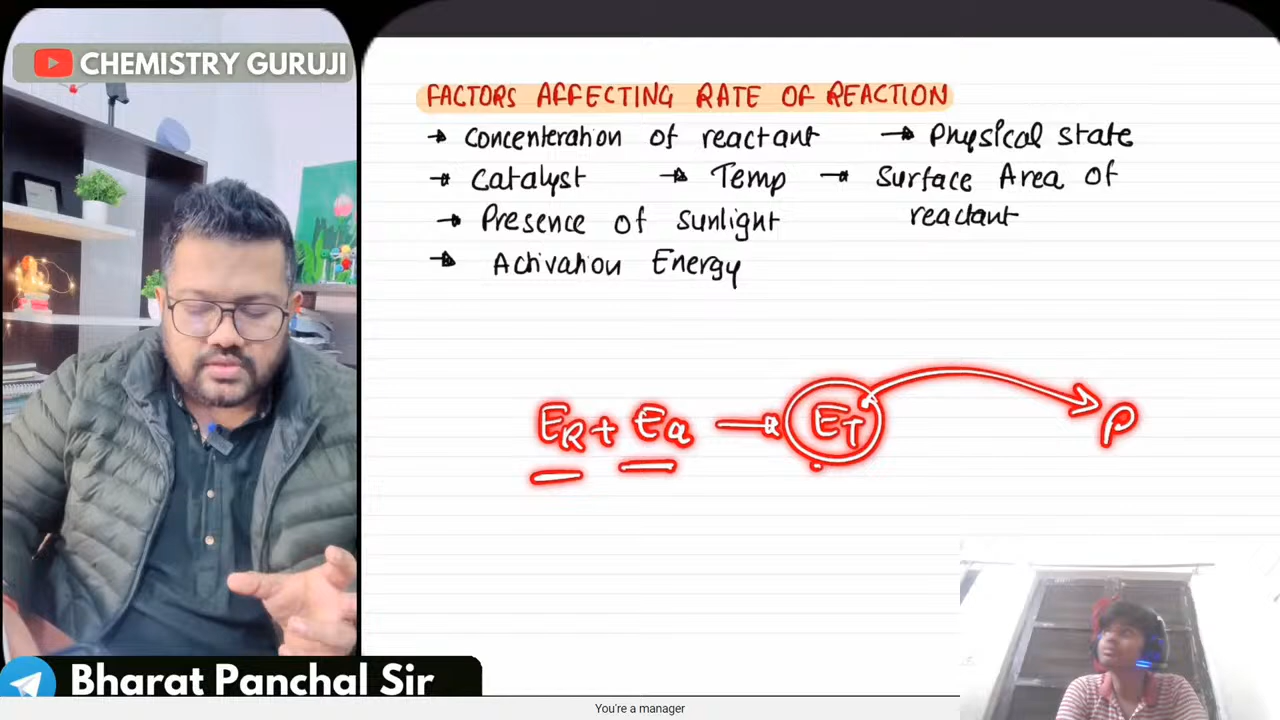 CHEMISTRY GURUJI
FACTORS AFFECTING RATE OF REACTION
→ Concenteration of reactant → Physical state
→ Catalyst → Temp → Surface Area of
reactant
→ Presence of sunlight
→ Activation Energy
ER + Ea → ET → P
Bharat Panchal Sir
You're a manager